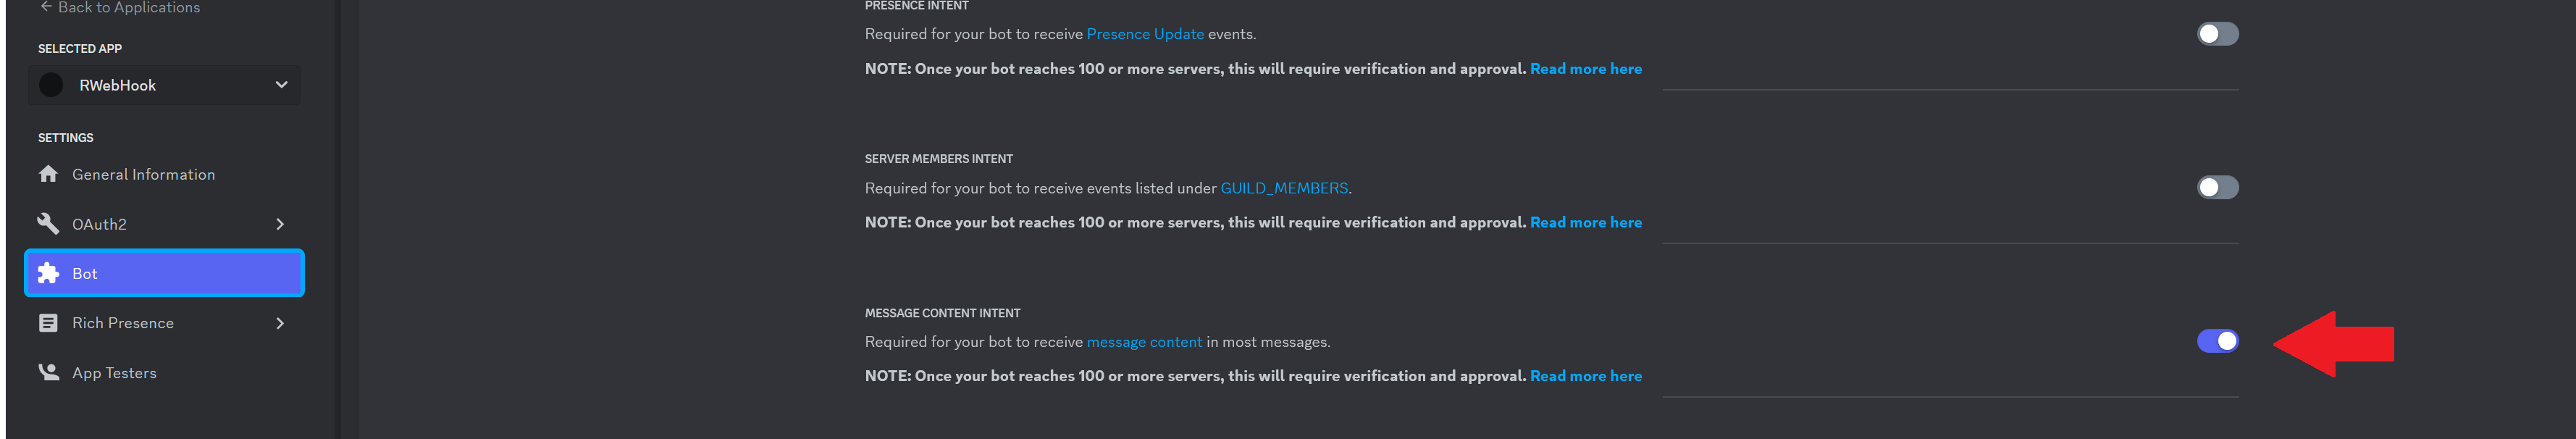 Back to Applications
SELECTED APP
RWebHook
SETTINGS
General Information
OAuth2
Bot
Rich Presence
App Testers
PRESENCE INTENT
Required for your bot to receive Presence Update events.
NOTE: Once your bot reaches 100 or more servers, this will require verification and approval. Read more here
SERVER MEMBERS INTENT
Required for your bot to receive events listed under GUILD_MEMBERS.
NOTE: Once your bot reaches 100 or more servers, this will require verification and approval. Read more here
MESSAGE CONTENT INTENT
Required for your bot to receive message content in most messages.
NOTE: Once your bot reaches 100 or more servers, this will require verification and approval. Read more here